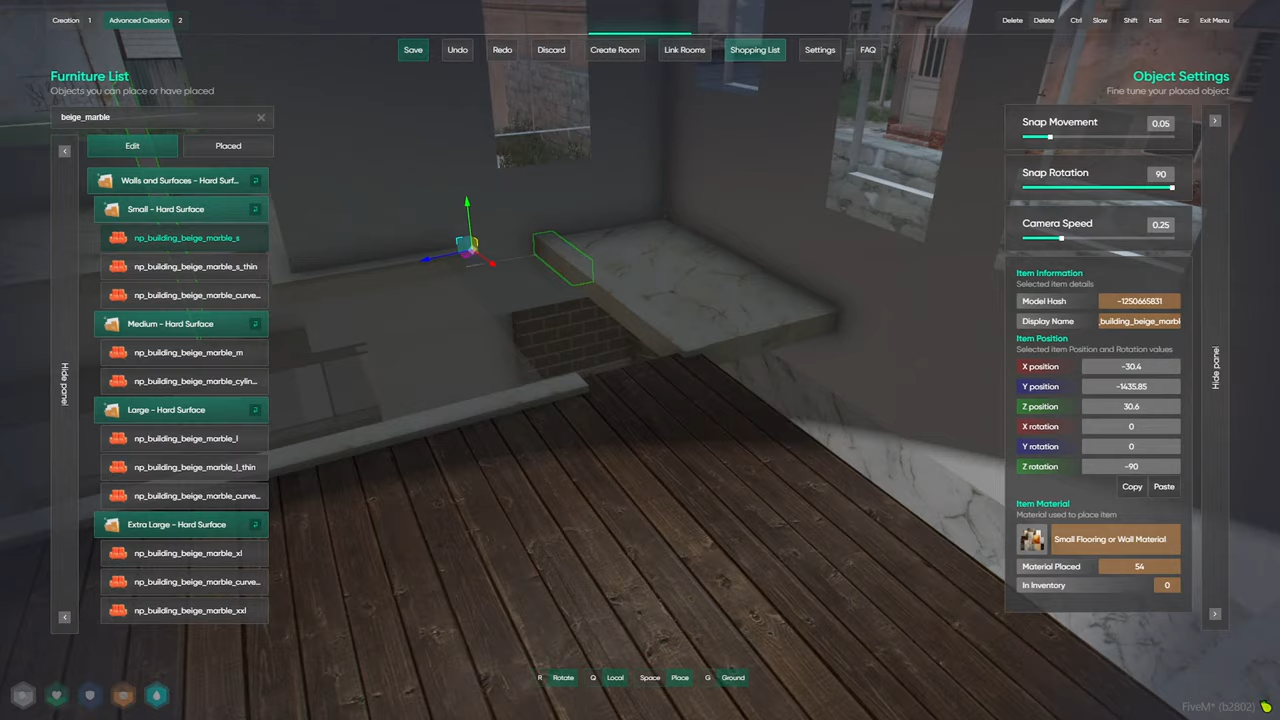 Creation 1 Advanced Creation 2
Delete Delete Ctrl Slow Shift Fast Esc Exit Menu
Save Undo Redo Discard Create Room Link Rooms Shopping List Settings FAQ
Furniture List
Objects you can place or have placed
beige_marble
Edit Placed
Walls and Surfaces - Hard Surf...
Small - Hard Surface
np_building_beige_marble_s
np_building_beige_marble_s_thin
np_building_beige_marble_curve...
Medium - Hard Surface
np_building_beige_marble_m
np_building_beige_marble_cylin...
Large - Hard Surface
np_building_beige_marble_l
np_building_beige_marble_l_thin
np_building_beige_marble_curve...
Extra Large - Hard Surface
np_building_beige_marble_xl
np_building_beige_marble_curve...
np_building_beige_marble_xxl
Hide panel
Object Settings
Fine tune your placed object
Snap Movement 0.05
Snap Rotation 90
Camera Speed 0.25
Item Information
Selected item details
Model Hash -1250665831
Display Name _building_beige_marbl
Item Position
Selected Item Position and Rotation values
X position -30.4
Y position -1435.85
Z position 30.6
X rotation 0
Y rotation 0
Z rotation -90
Copy Paste
Item Material
Material used to place item
Small Flooring or Wall Material
Material Placed 54
In Inventory 0
Hide panel
R Rotate Q Local Space Place G Ground
FiveM* (b2802)